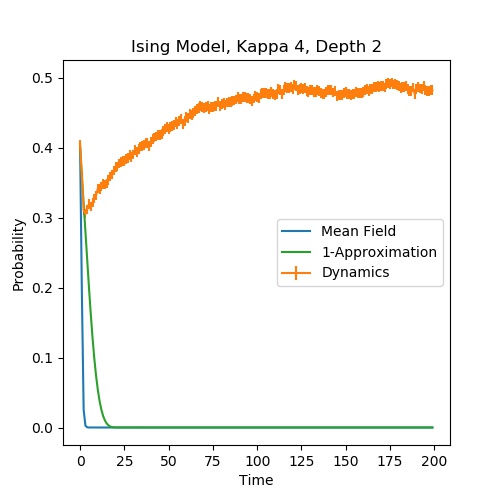 Ising Model, Kappa 4, Depth 2
Probability
0.5
0.4
0.3
0.2
0.1
0.0
Mean Field
1-Approximation
Dynamics
0 25 50 75 100 125 150 175 200
Time